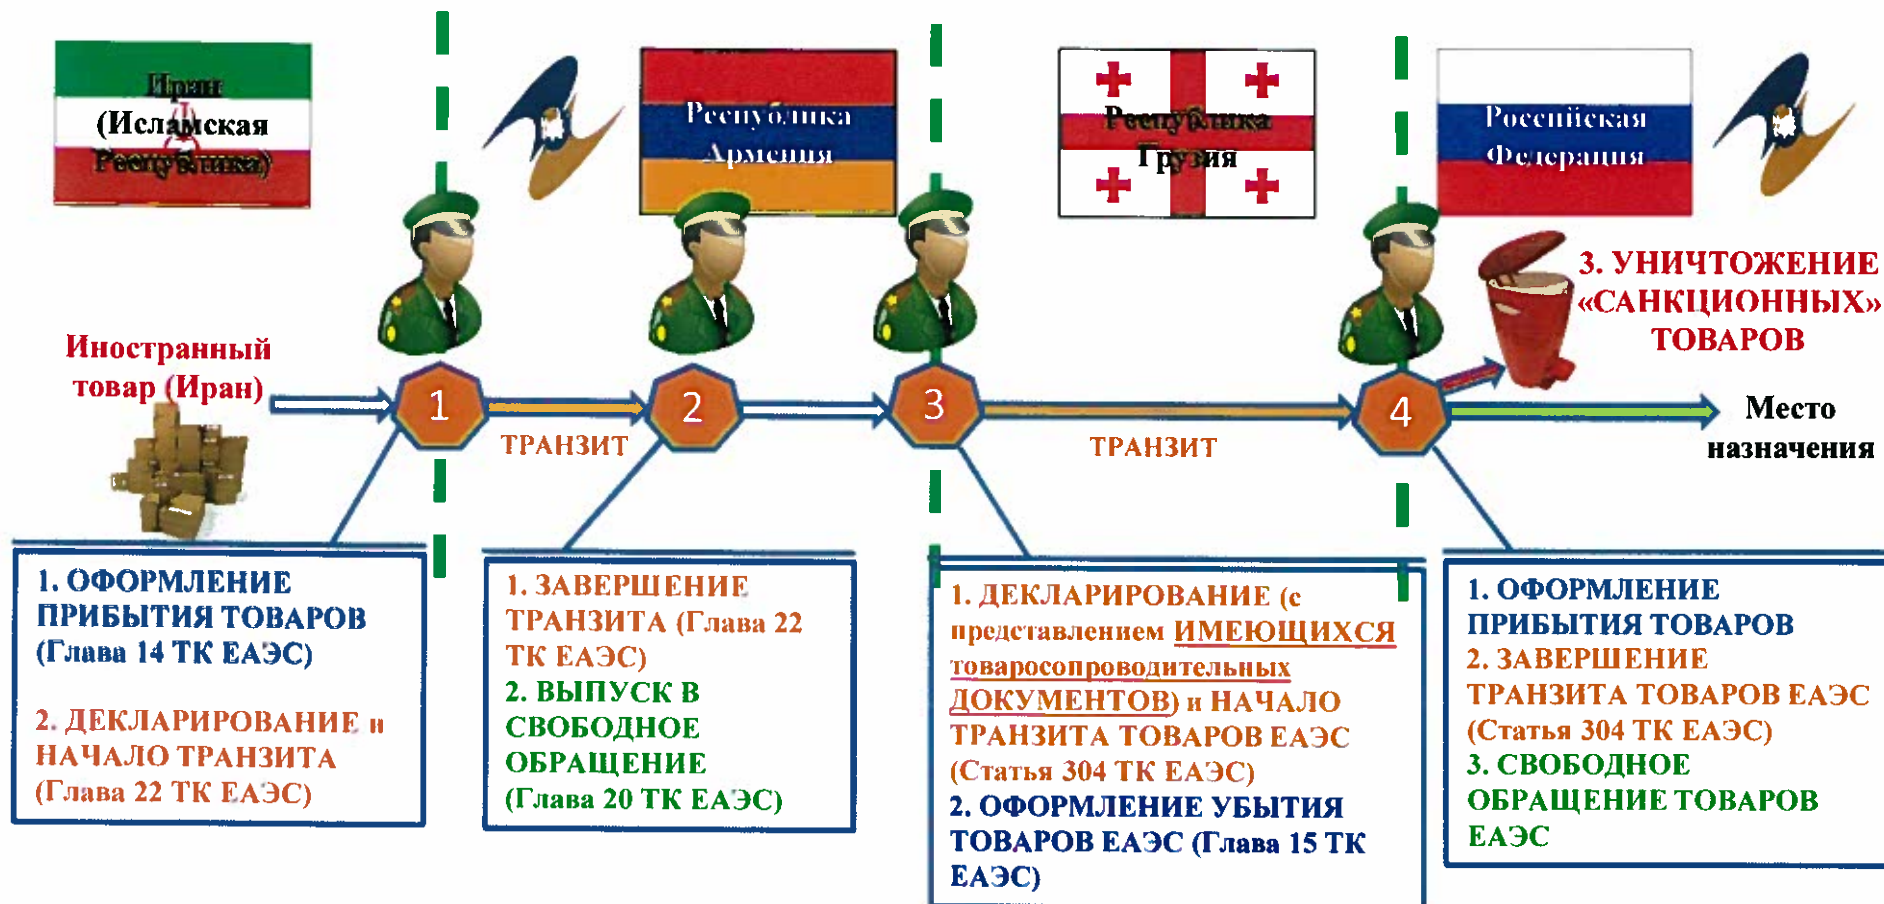 Иран
(Исламская
Республика)
Республика
Армения
Республика
Грузия
Российская
Федерация
3. УНИЧТОЖЕНИЕ
«САНКЦИОННЫХ»
ТОВАРОВ
Иностранный
товар (Иран)
1
2
3
4
ТРАНЗИТ
ТРАНЗИТ
Место
назначения
1. ОФОРМЛЕНИЕ
ПРИБЫТИЯ ТОВАРОВ
(Глава 14 ТК ЕАЭС)
2. ДЕКЛАРИРОВАНИЕ и
НАЧАЛО ТРАНЗИТА
(Глава 22 ТК ЕАЭС)
1. ЗАВЕРШЕНИЕ
ТРАНЗИТА (Глава 22
ТК ЕАЭС)
2. ВЫПУСК В
СВОБОДНОЕ
ОБРАЩЕНИЕ
(Глава 20 ТК ЕАЭС)
1. ДЕКЛАРИРОВАНИЕ (с
представлением ИМЕЮЩИХСЯ
товаросопроводительных
ДОКУМЕНТОВ) и НАЧАЛО
ТРАНЗИТА ТОВАРОВ ЕАЭС
(Статья 304 ТК ЕАЭС)
2. ОФОРМЛЕНИЕ УБЫТИЯ
ТОВАРОВ ЕАЭС (Глава 15 ТК
ЕАЭС)
1. ОФОРМЛЕНИЕ
ПРИБЫТИЯ ТОВАРОВ
2. ЗАВЕРШЕНИЕ
ТРАНЗИТА ТОВАРОВ ЕАЭС
(Статья 304 ТК ЕАЭС)
3. СВОБОДНОЕ
ОБРАЩЕНИЕ ТОВАРОВ
ЕАЭС